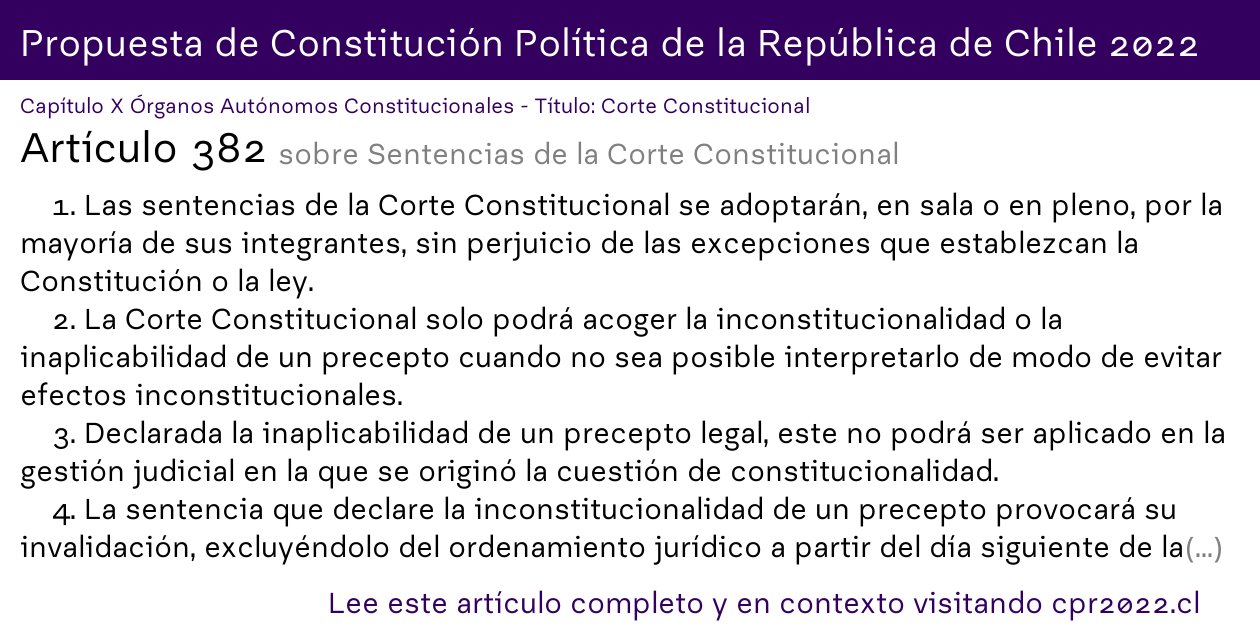 Propuesta de Constitución Política de la República de Chile 2022
Capítulo X Órganos Autónomos Constitucionales - Título: Corte Constitucional
Artículo 382 sobre Sentencias de la Corte Constitucional
1. Las sentencias de la Corte Constitucional se adoptarán, en sala o en pleno, por la
mayoría de sus integrantes, sin perjuicio de las excepciones que establezcan la
Constitución o la ley.
2. La Corte Constitucional solo podrá acoger la inconstitucionalidad o la
inaplicabilidad de un precepto cuando no sea posible interpretarlo de modo de evitar
efectos inconstitucionales.
3. Declarada la inaplicabilidad de un precepto legal, este no podrá ser aplicado en la
gestión judicial en la que se originó la cuestión de constitucionalidad.
4. La sentencia que declare la inconstitucionalidad de un precepto provocará su
invalidación, excluyéndolo del ordenamiento jurídico a partir del día siguiente de la(...)
Lee este artículo completo y en contexto visitando cpr2022.cl